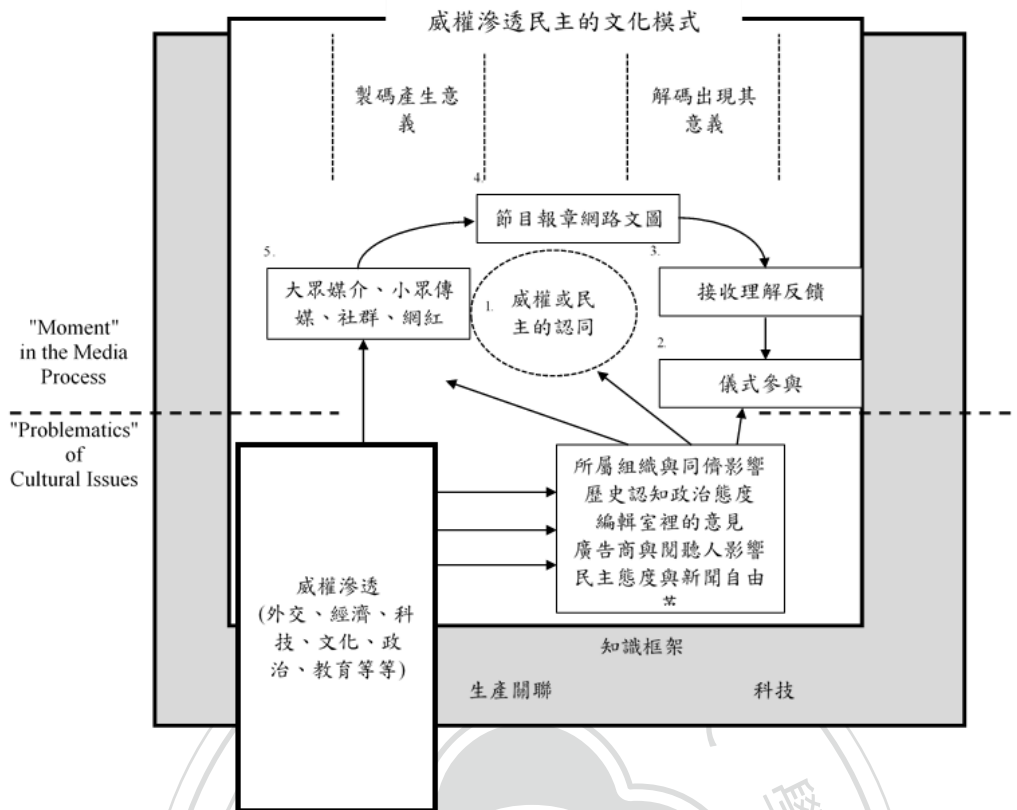 威權滲透民主的文化模式
製碼產生意
義
解碼出現其
意義
4.
節目報章網路文圖
5.
大眾媒介、小眾傳
媒、社群、網紅
1.
威權或民
主的認同
3.
接收理解反饋
2.
儀式參與
"Moment"
in the Media
Process
"Problematics"
of
Cultural Issues
所屬組織與同儕影響
歷史認知政治態度
編輯室裡的意見
廣告商與閱聽人影響
民主態度與新聞自由
威權滲透
(外交、經濟、科
技、文化、政
治、教育等等)
知識框架
生產關聯
科技
學